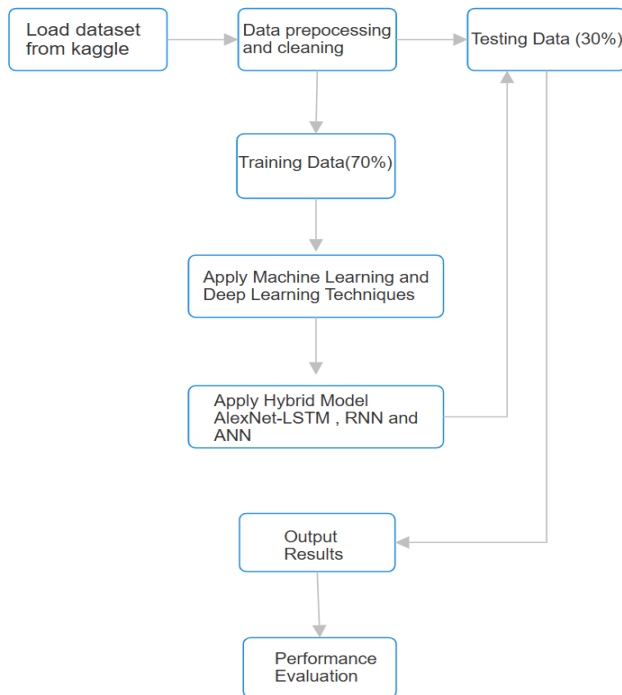 Load dataset
from kaggle
Data prepocessing
and cleaning
Testing Data (30%)
Training Data(70%)
Apply Machine Learning and
Deep Learning Techniques
Apply Hybrid Model
AlexNet-LSTM , RNN and
ANN
Output
Results
Performance
Evaluation